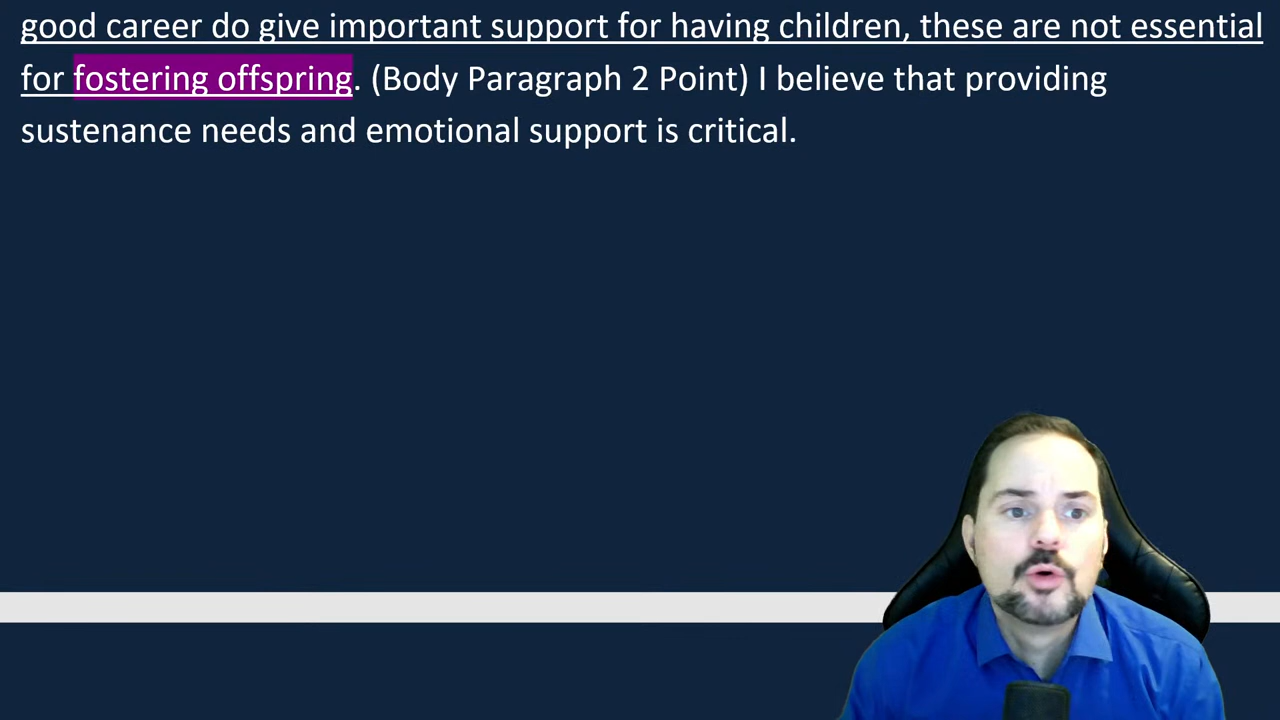 good career do give important support for having children, these are not essential
for fostering offspring. (Body Paragraph 2 Point) I believe that providing
sustenance needs and emotional support is critical.